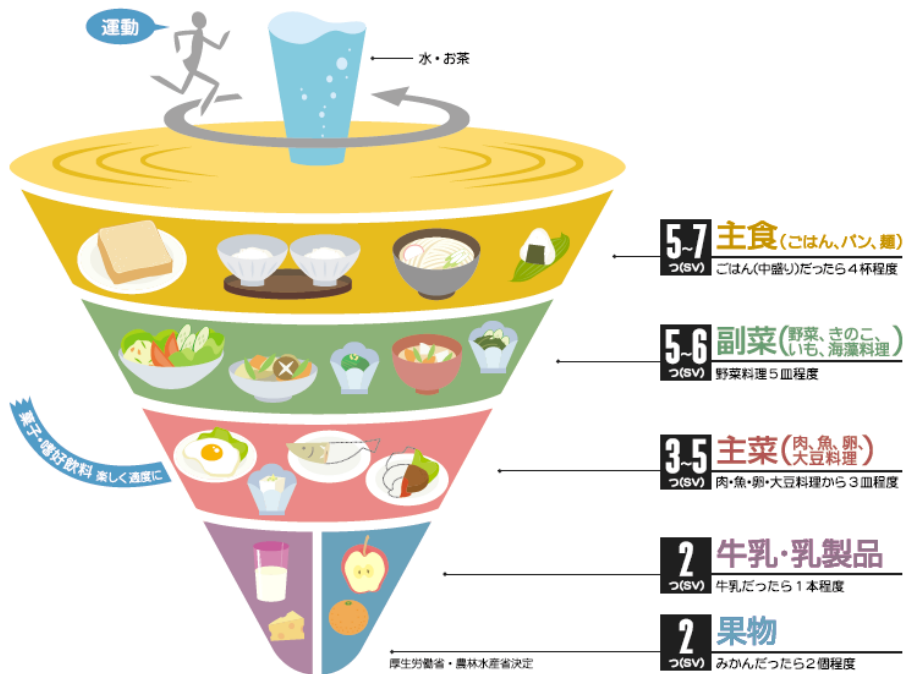 運動
水・お茶
5~7
つ(SV)
主食(ごはん、パン、麺)
ごはん(中盛り)だったら4杯程度
5~6
つ(SV)
副菜(野菜、きのこ、
いも、海藻料理)
野菜料理5皿程度
菓子・嗜好飲料 楽しく適度に
3~5
つ(SV)
主菜(肉、魚、卵、
大豆料理)
肉・魚・卵・大豆料理から3皿程度
2
つ(SV)
牛乳・乳製品
牛乳だったら1本程度
2
つ(SV)
果物
みかんだったら2個程度
厚生労働省・農林水産省決定